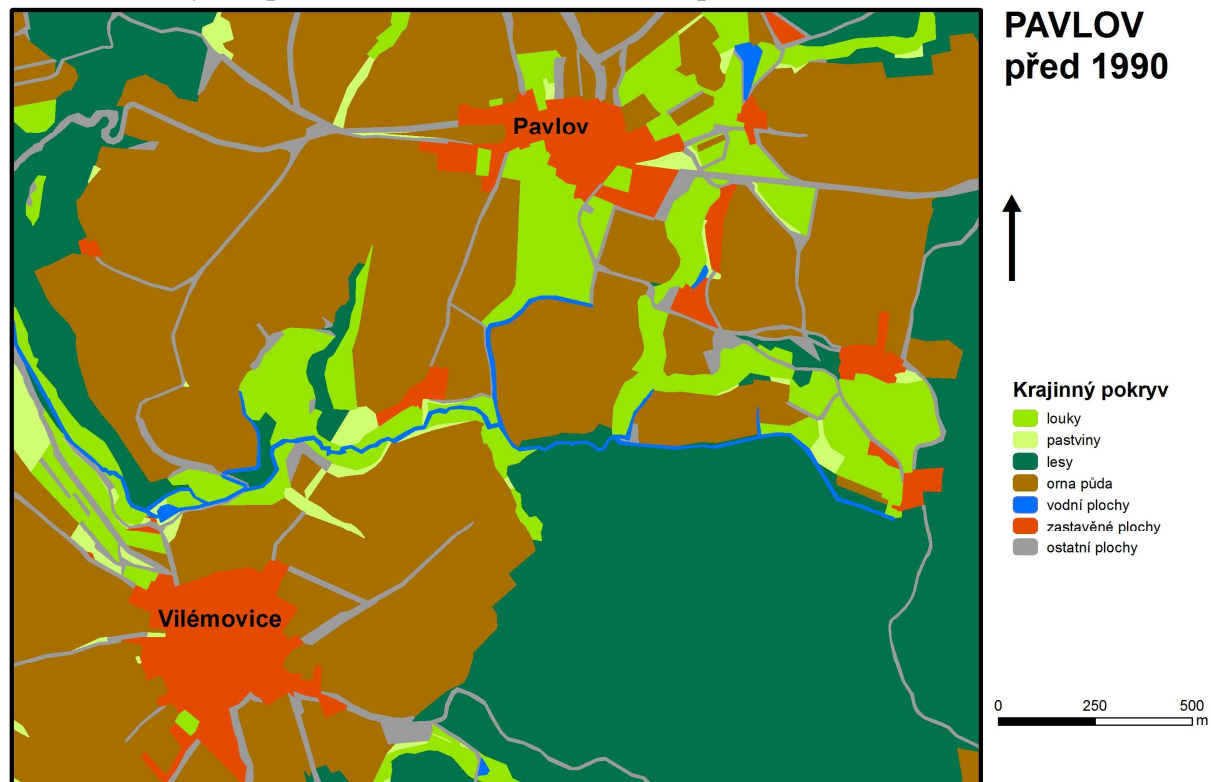 PAVLOV
před 1990
Pavlov
Vilémovice
Krajinný pokryv
louky
pastviny
lesy
orna půda
vodní plochy
zastavěné plochy
ostatní plochy
0 250 500
m